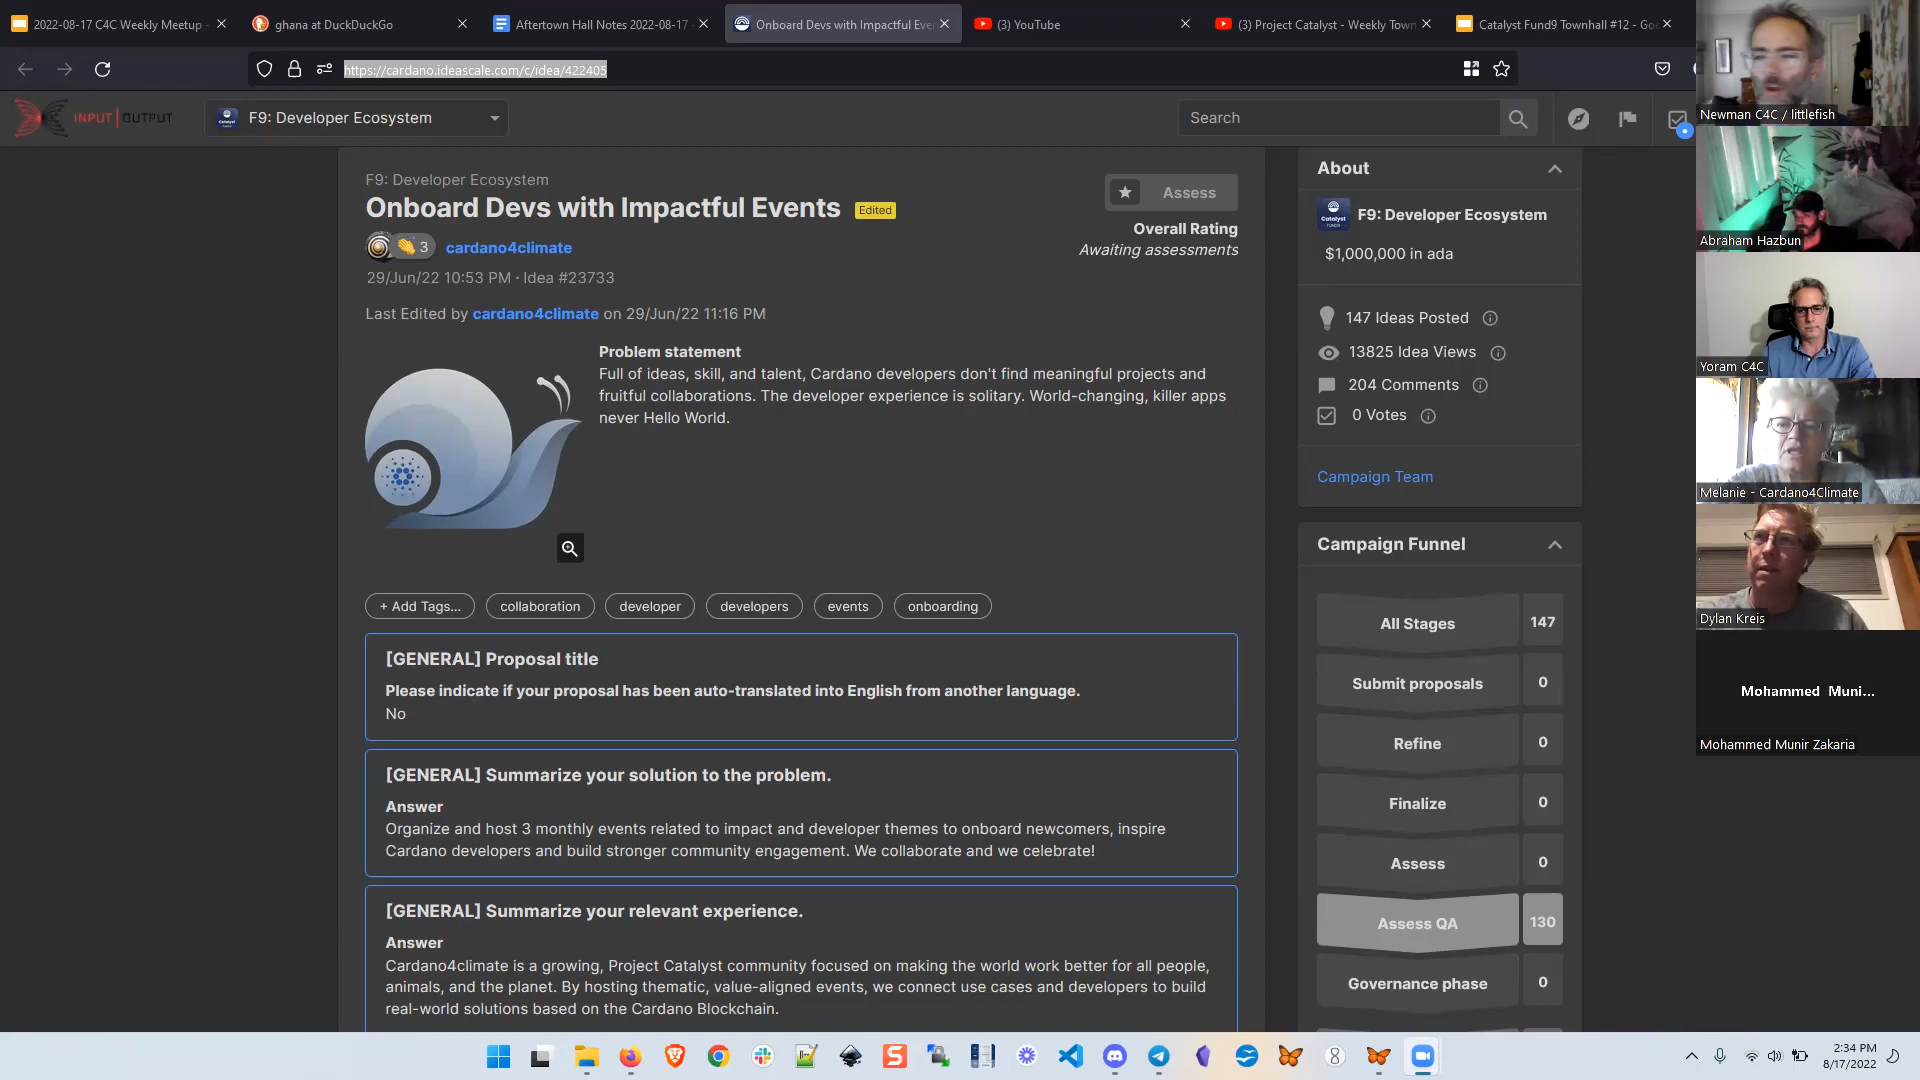 2022-08-17 C4C Weekly Meetup -
ghana at DuckDuckGo
Aftertown Hall Notes 2022-08-17 -
Onboard Devs with Impactful Eve
(3) YouTube
(3) Project Catalyst - Weekly Town
Catalyst Fund9 Townhall #12 - Goo
https://cardano.ideascale.com/c/idea/422405
INPUT | OUTPUT
F9: Developer Ecosystem
Search
F9: Developer Ecosystem
Onboard Devs with Impactful Events
Edited
3
cardano4climate
29/Jun/22 10:53 PM · Idea #23733
Last Edited by cardano4climate on 29/Jun/22 11:16 PM
Assess
Overall Rating
Awaiting assessments
Problem statement
Full of ideas, skill, and talent, Cardano developers don't find meaningful projects and
fruitful collaborations. The developer experience is solitary. World-changing, killer apps
never Hello World.
+ Add Tags...
collaboration
developer
developers
events
onboarding
[GENERAL] Proposal title
Please indicate if your proposal has been auto-translated into English from another language.
No
[GENERAL] Summarize your solution to the problem.
Answer
Organize and host 3 monthly events related to impact and developer themes to onboard newcomers, inspire
Cardano developers and build stronger community engagement. We collaborate and we celebrate!
[GENERAL] Summarize your relevant experience.
Answer
Cardano4climate is a growing, Project Catalyst community focused on making the world work better for all people,
animals, and the planet. By hosting thematic, value-aligned events, we connect use cases and developers to build
real-world solutions based on the Cardano Blockchain.
About
Catalyst
F9: Developer Ecosystem
$1,000,000 in ada
147 Ideas Posted
13825 Idea Views
204 Comments
0 Votes
Campaign Team
Campaign Funnel
All Stages
147
Submit proposals
0
Refine
0
Finalize
0
Assess
0
Assess QA
130
Governance phase
0
Newman C4C / littlefish
Abraham Hazbun
Yoram C4C
Melanie - Cardano4Climate
Dylan Kreis
Mohammed Muni...
Mohammed Munir Zakaria
2:34 PM
8/17/2022